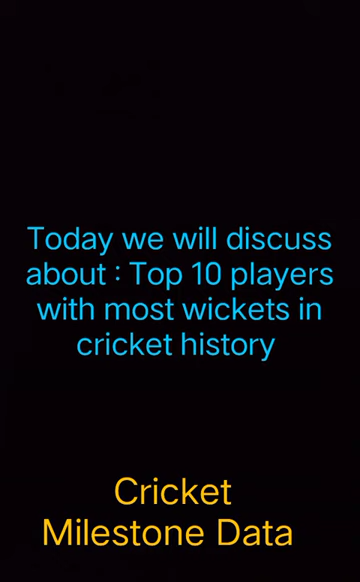 Today we will discuss
about : Top 10 players
with most wickets in
cricket history
Cricket
Milestone Data